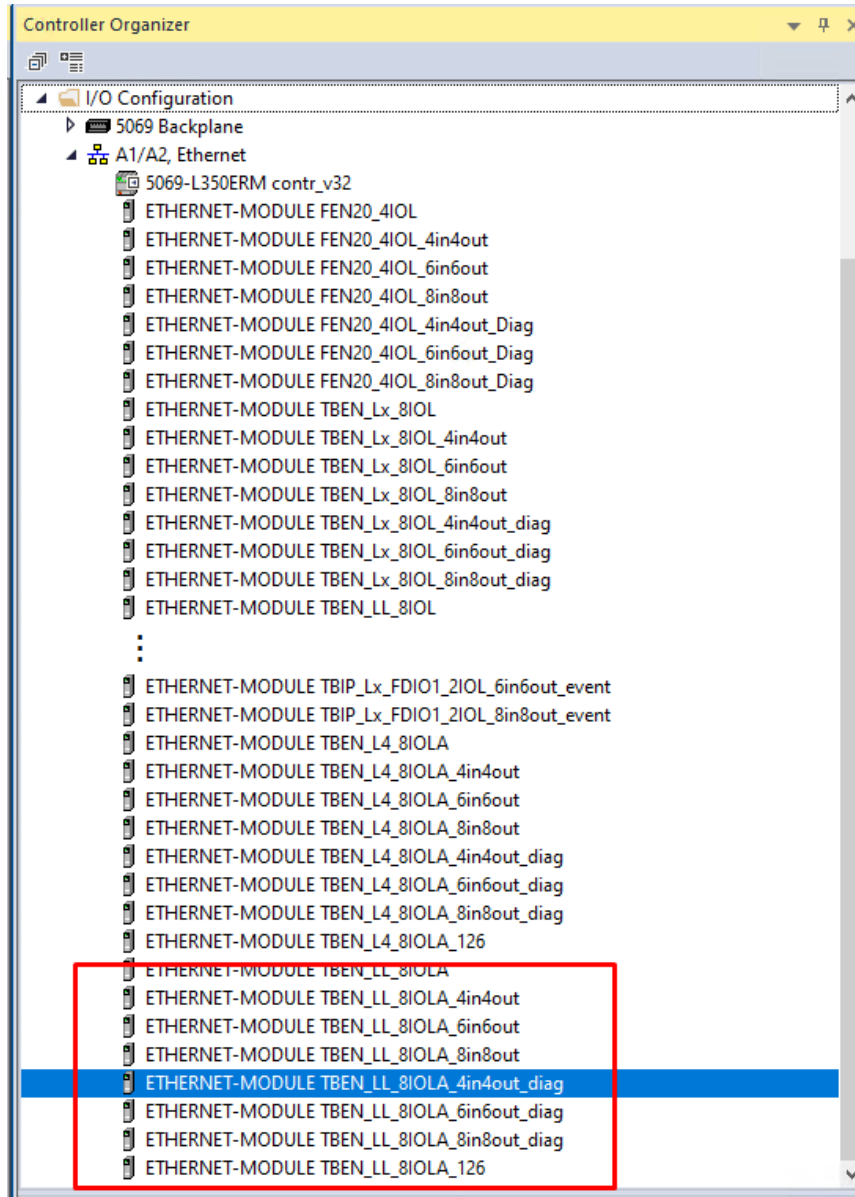 Controller Organizer
I/O Configuration
5069 Backplane
A1/A2, Ethernet
5069-L350ERM contr_v32
ETHERNET-MODULE FEN20_4IOL
ETHERNET-MODULE FEN20_4IOL_4in4out
ETHERNET-MODULE FEN20_4IOL_6in6out
ETHERNET-MODULE FEN20_4IOL_8in8out
ETHERNET-MODULE FEN20_4IOL_4in4out_Diag
ETHERNET-MODULE FEN20_4IOL_6in6out_Diag
ETHERNET-MODULE FEN20_4IOL_8in8out_Diag
ETHERNET-MODULE TBEN_Lx_8IOL
ETHERNET-MODULE TBEN_Lx_8IOL_4in4out
ETHERNET-MODULE TBEN_Lx_8IOL_6in6out
ETHERNET-MODULE TBEN_Lx_8IOL_8in8out
ETHERNET-MODULE TBEN_Lx_8IOL_4in4out_diag
ETHERNET-MODULE TBEN_Lx_8IOL_6in6out_diag
ETHERNET-MODULE TBEN_Lx_8IOL_8in8out_diag
ETHERNET-MODULE TBEN_LL_8IOL
ETHERNET-MODULE TBIP_Lx_FDIO1_2IOL_6in6out_event
ETHERNET-MODULE TBIP_Lx_FDIO1_2IOL_8in8out_event
ETHERNET-MODULE TBEN_L4_8IOLA
ETHERNET-MODULE TBEN_L4_8IOLA_4in4out
ETHERNET-MODULE TBEN_L4_8IOLA_6in6out
ETHERNET-MODULE TBEN_L4_8IOLA_8in8out
ETHERNET-MODULE TBEN_L4_8IOLA_4in4out_diag
ETHERNET-MODULE TBEN_L4_8IOLA_6in6out_diag
ETHERNET-MODULE TBEN_L4_8IOLA_8in8out_diag
ETHERNET-MODULE TBEN_L4_8IOLA_126
ETHERNET-MODULE TBEN_LL_8IOLA
ETHERNET-MODULE TBEN_LL_8IOLA_4in4out
ETHERNET-MODULE TBEN_LL_8IOLA_6in6out
ETHERNET-MODULE TBEN_LL_8IOLA_8in8out
ETHERNET-MODULE TBEN_LL_8IOLA_4in4out_diag
ETHERNET-MODULE TBEN_LL_8IOLA_6in6out_diag
ETHERNET-MODULE TBEN_LL_8IOLA_8in8out_diag
ETHERNET-MODULE TBEN_LL_8IOLA_126